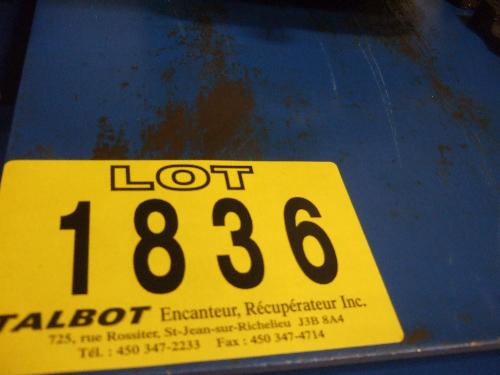 LOT
1836
TALBOT Encanteur, Récupérateur Inc.
725, rue Rossiter, St-Jean-sur-Richelieu J3B 8A4
Tél. : 450 347-2233 Fax : 450 347-4714